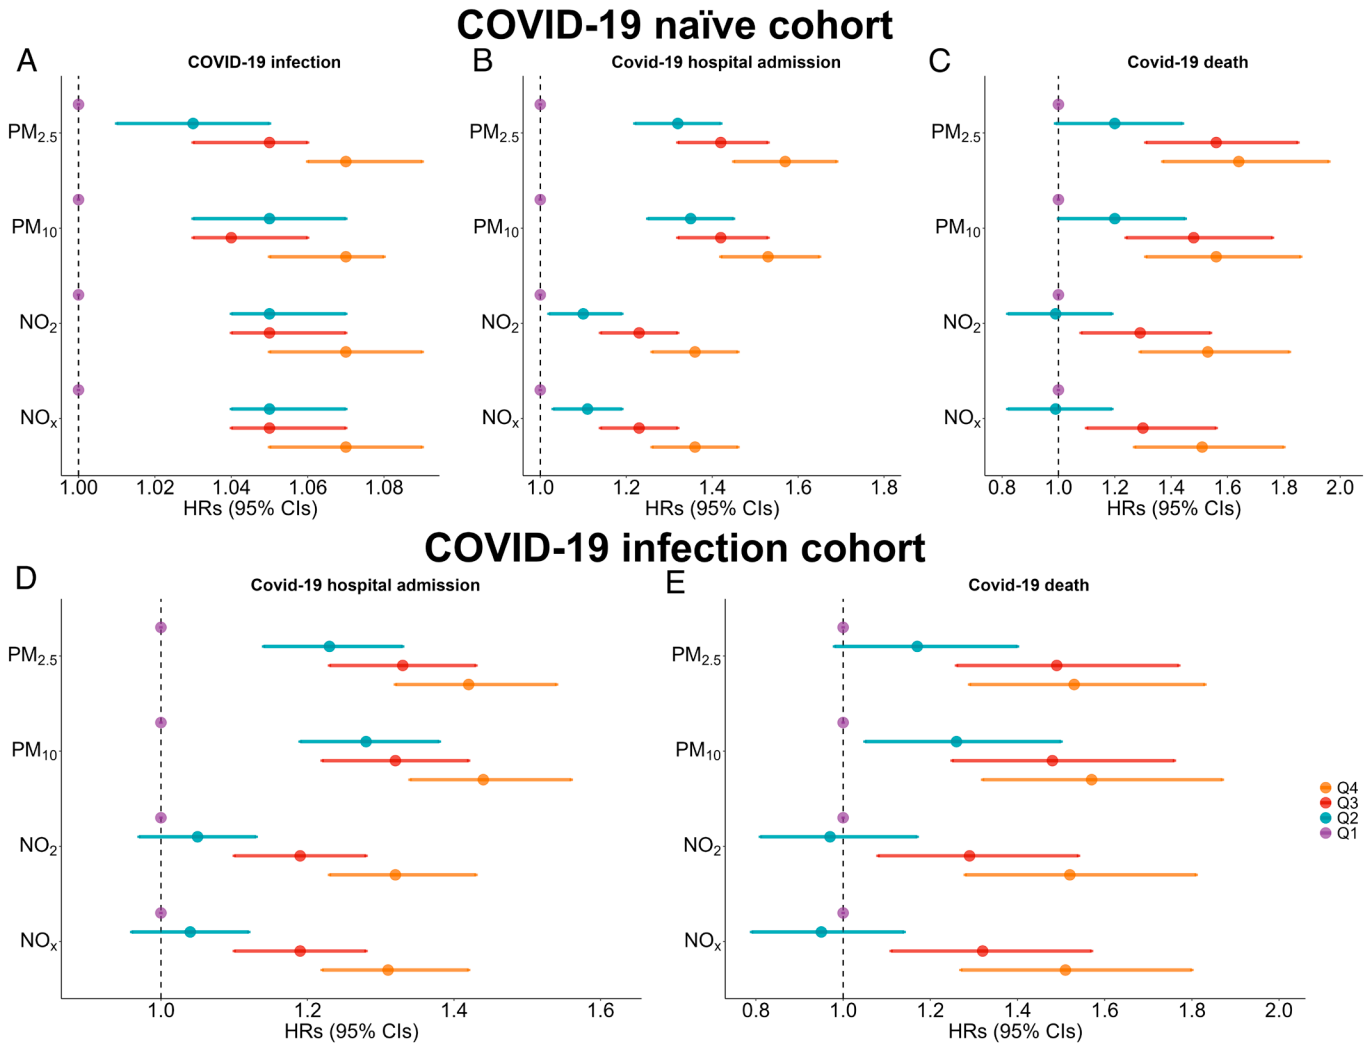 COVID-19 naïve cohort
A COVID-19 infection
PM2.5
PM10
NO2
NOx
1.00 1.02 1.04 1.06 1.08
HRs (95% CIs)
B Covid-19 hospital admission
PM2.5
PM10
NO2
NOx
1.0 1.2 1.4 1.6 1.8
HRs (95% CIs)
C Covid-19 death
PM2.5
PM10
NO2
NOx
0.8 1.0 1.2 1.4 1.6 1.8 2.0
HRs (95% CIs)
COVID-19 infection cohort
D Covid-19 hospital admission
PM2.5
PM10
NO2
NOx
1.0 1.2 1.4 1.6
HRs (95% CIs)
E Covid-19 death
PM2.5
PM10
NO2
NOx
0.8 1.0 1.2 1.4 1.6 1.8 2.0
HRs (95% CIs)
Q4
Q3
Q2
Q1